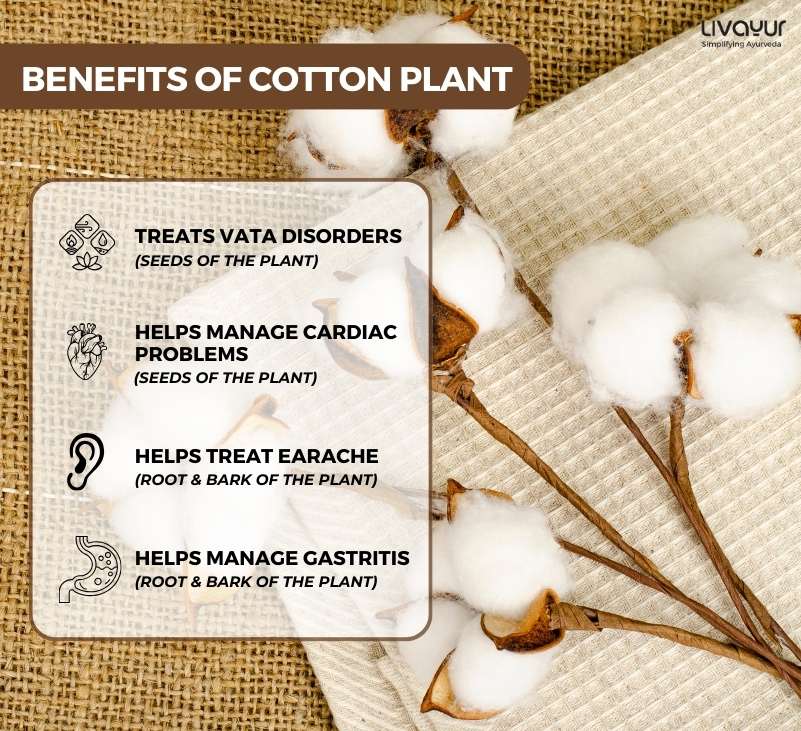 Livayur
Simplifying Ayurveda
BENEFITS OF COTTON PLANT
TREATS VATA DISORDERS
(SEEDS OF THE PLANT)
HELPS MANAGE CARDIAC
PROBLEMS
(SEEDS OF THE PLANT)
HELPS TREAT EARACHE
(ROOT & BARK OF THE PLANT)
HELPS MANAGE GASTRITIS
(ROOT & BARK OF THE PLANT)